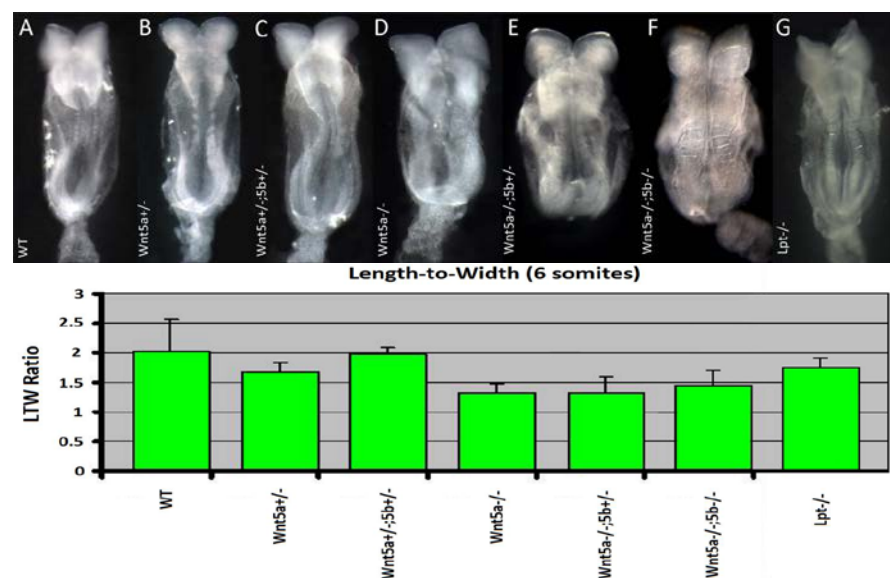 A B C D E F G
WT
Wnt5a+/-
Wnt5a+/-;5b+/-
Wnt5a-/-
Wnt5a-/-;5b+/-
Wnt5a-/-;5b-/-
Lpt-/-
Length-to-Width (6 somites)
LTW Ratio
3
2.5
2
1.5
1
0.5
0
WT
Wnt5a+/-
Wnt5a+/-;5b+/-
Wnt5a-/-
Wnt5a-/-;5b+/-
Wnt5a-/-;5b-/-
Lpt-/-